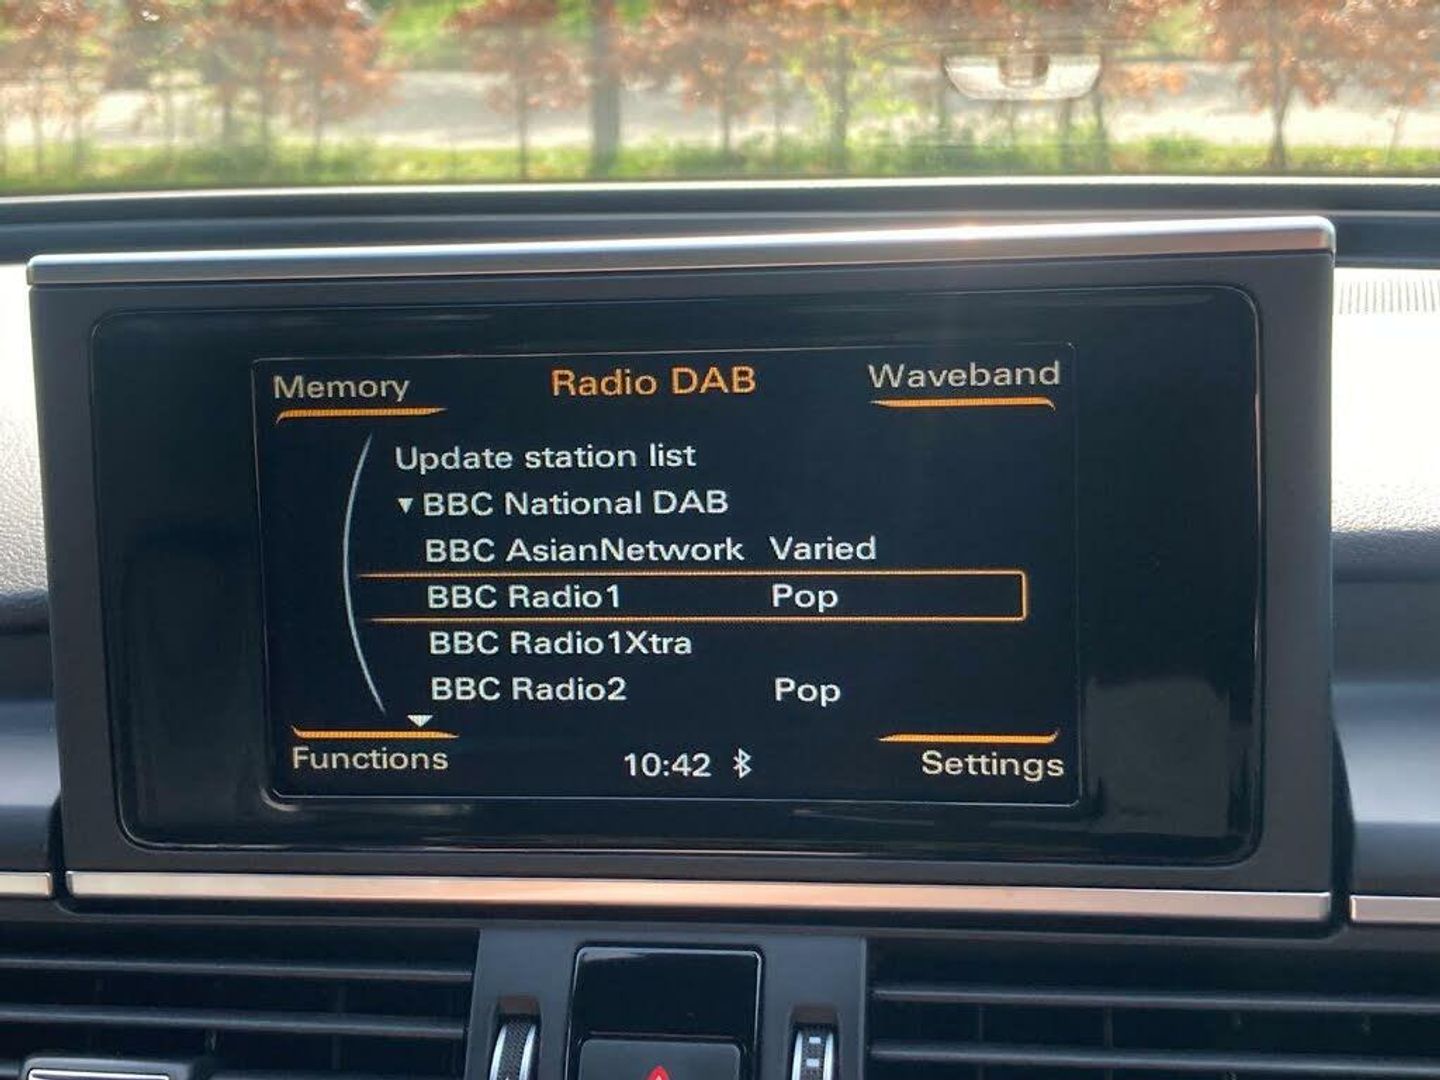 Memory Radio DAB Waveband
Update station list
▼ BBC National DAB
BBC AsianNetwork Varied
BBC Radio1 Pop
BBC Radio1Xtra
BBC Radio2 Pop
Functions 10:42 Settings